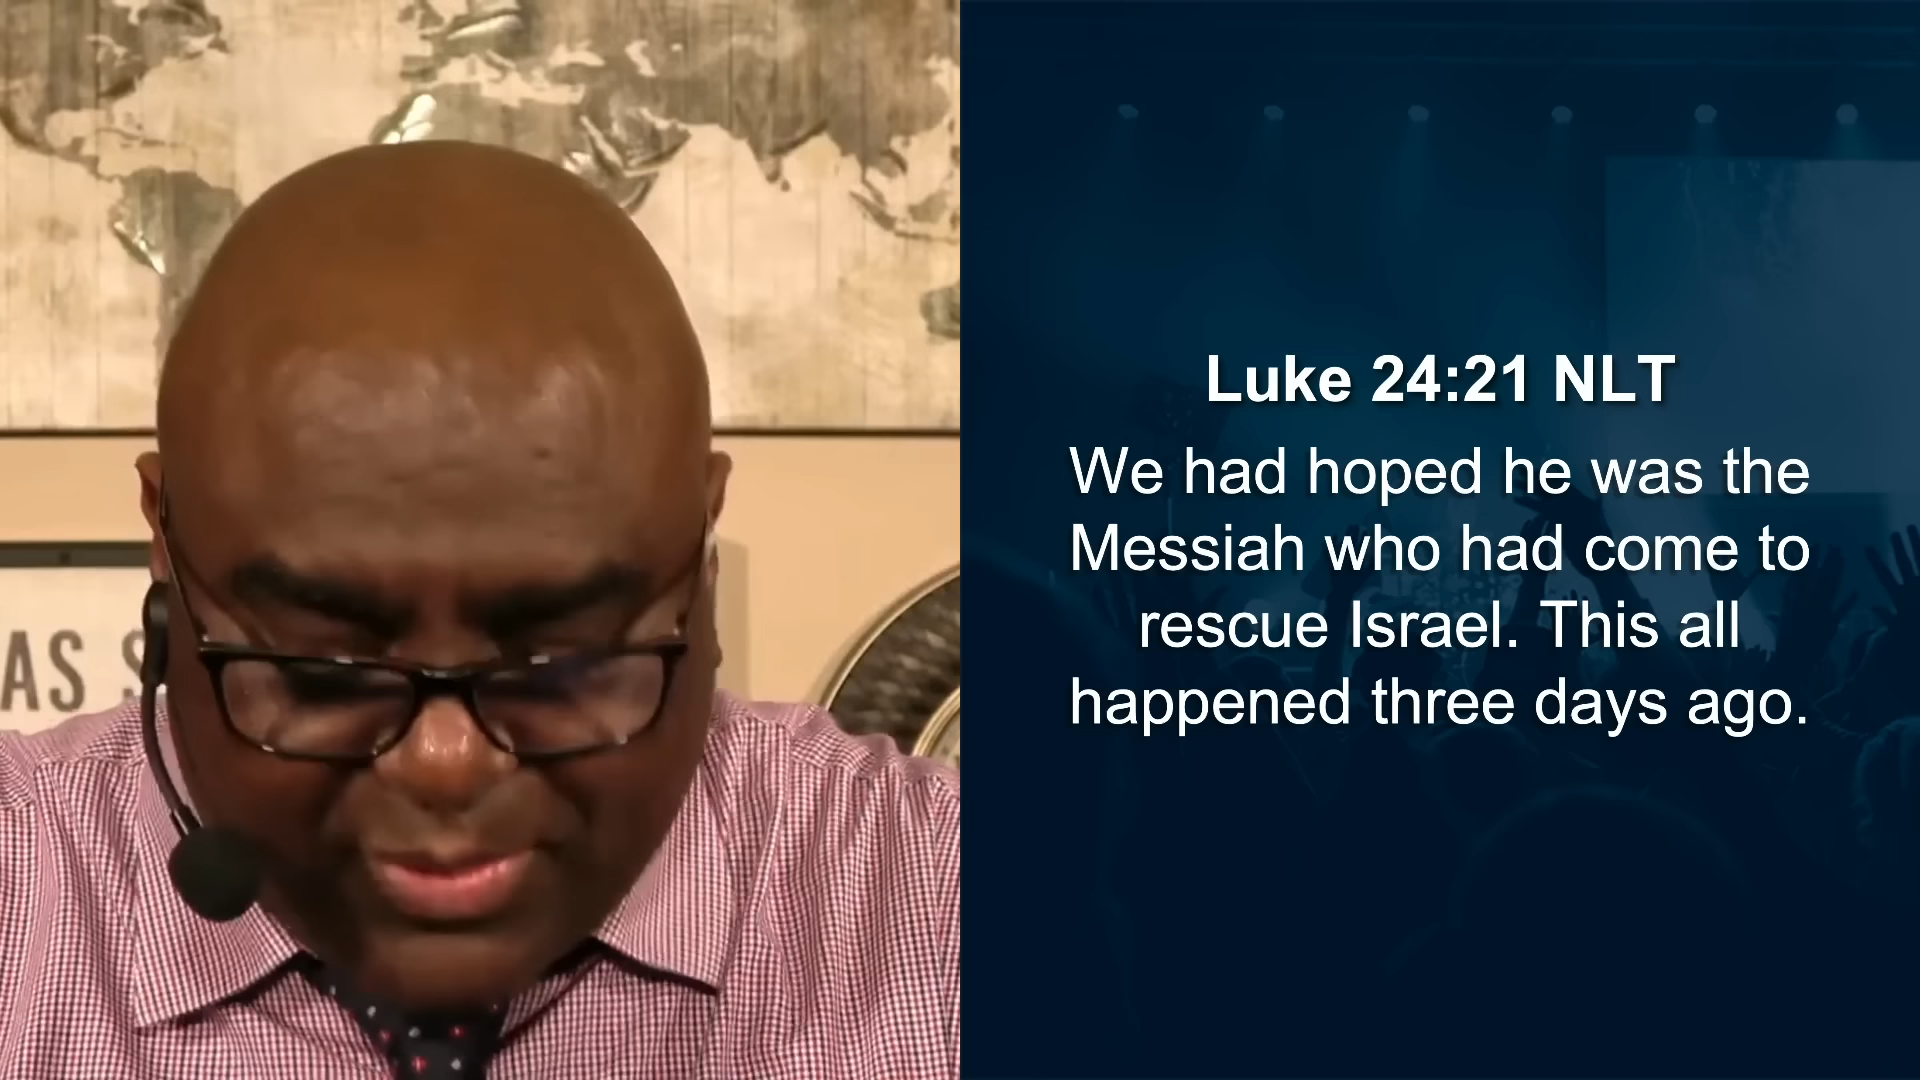 AS S
Luke 24:21 NLT
We had hoped he was the
Messiah who had come to
rescue Israel. This all
happened three days ago.